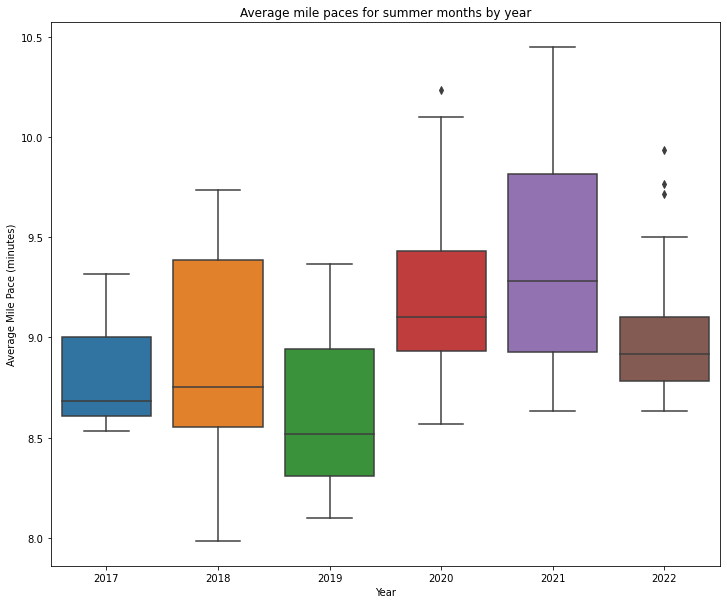 Average mile paces for summer months by year
Average Mile Pace (minutes)
10.5
10.0
9.5
9.0
8.5
8.0
2017 2018 2019 2020 2021 2022
Year